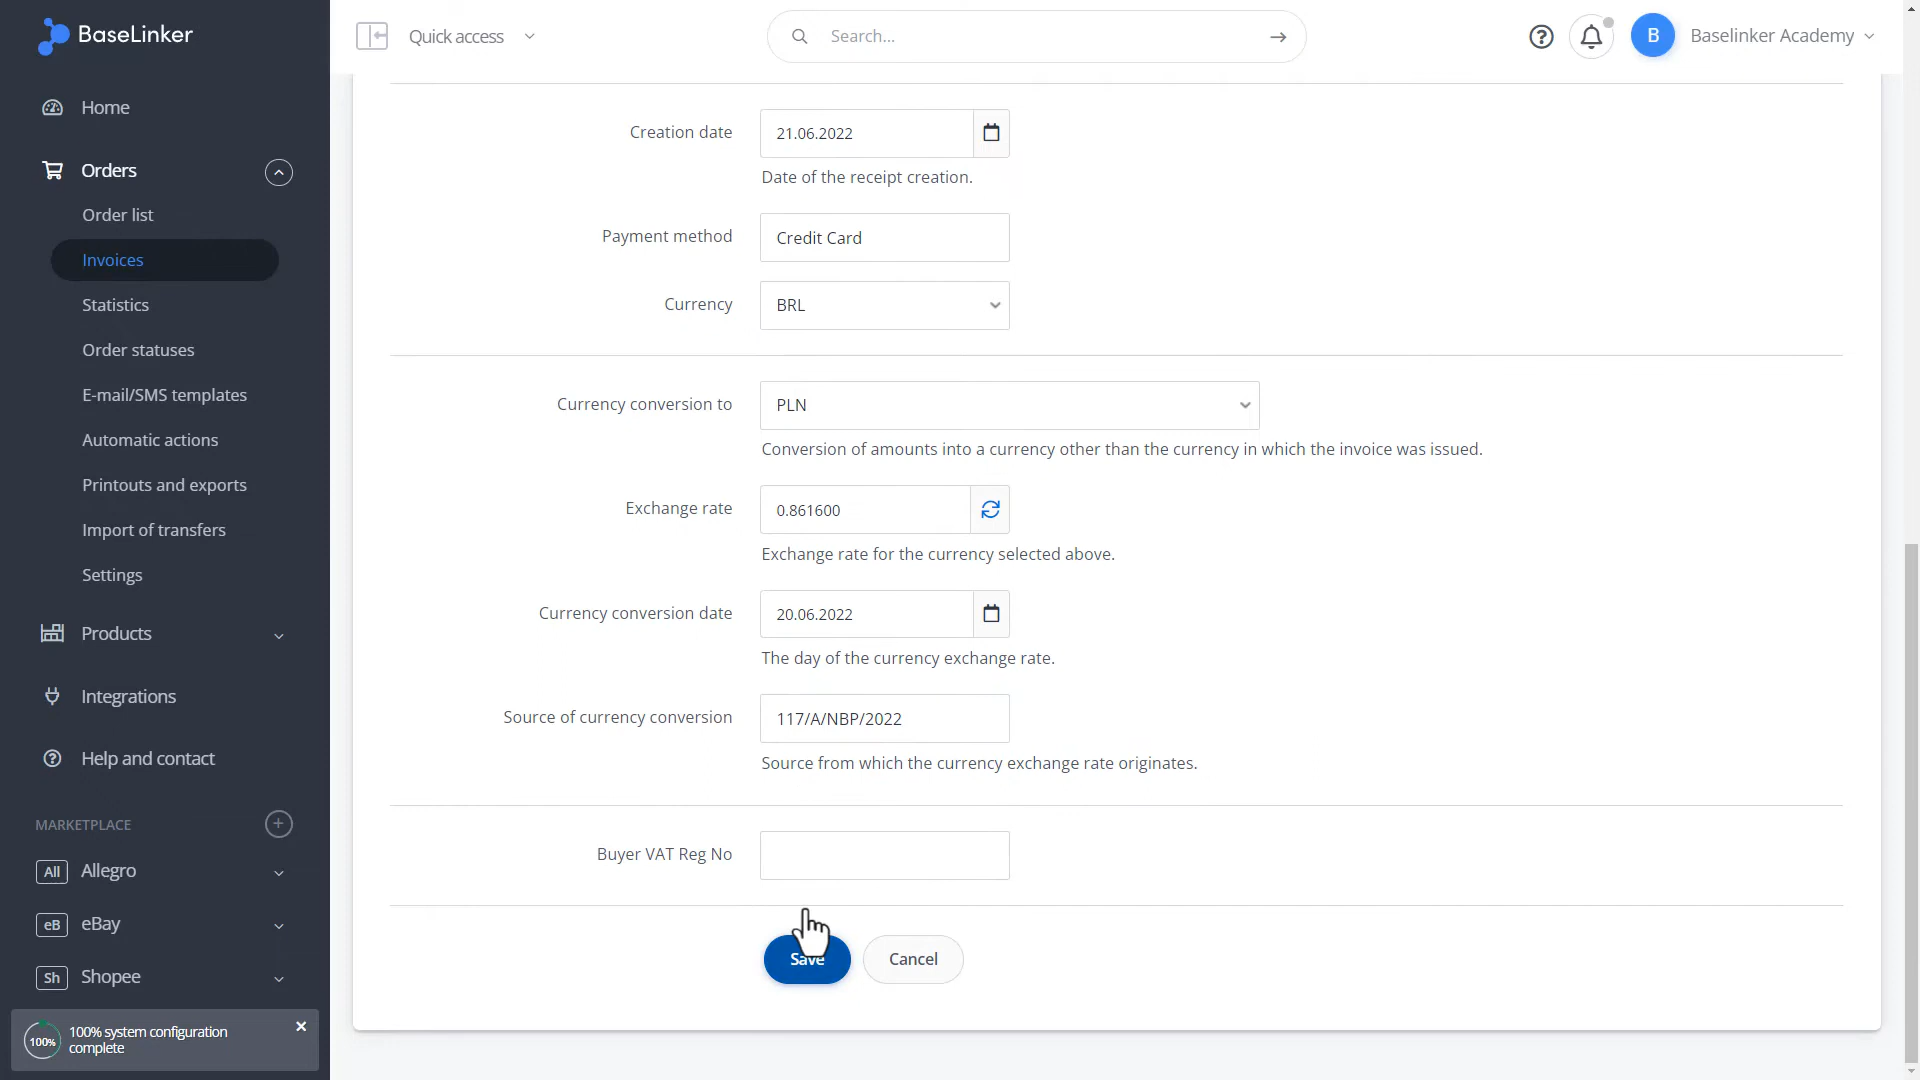 BaseLinker
Quick access
Search...
B
Baselinker Academy
Home
Orders
Order list
Invoices
Statistics
Order statuses
E-mail/SMS templates
Automatic actions
Printouts and exports
Import of transfers
Settings
Products
Integrations
Help and contact
MARKETPLACE
All Allegro
eB eBay
Sh Shopee
100% 100% system configuration
complete
Creation date 21.06.2022
Date of the receipt creation.
Payment method Credit Card
Currency BRL
Currency conversion to PLN
Conversion of amounts into a currency other than the currency in which the invoice was issued.
Exchange rate 0.861600
Exchange rate for the currency selected above.
Currency conversion date 20.06.2022
The day of the currency exchange rate.
Source of currency conversion 117/A/NBP/2022
Source from which the currency exchange rate originates.
Buyer VAT Reg No
Save Cancel